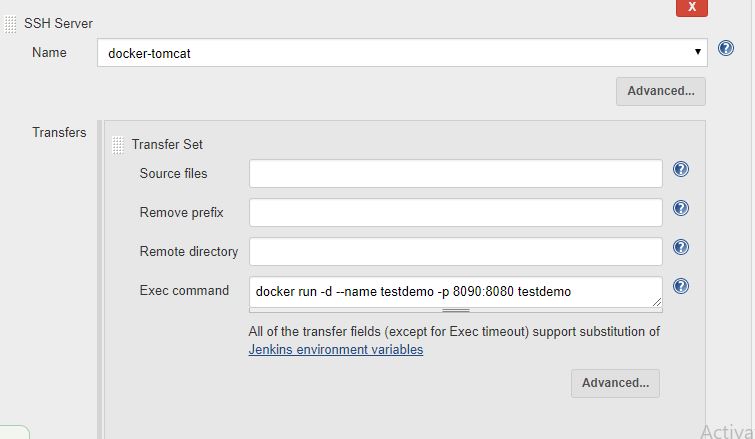 X
SSH Server
Name
docker-tomcat
Advanced...
Transfers
Transfer Set
Source files
Remove prefix
Remote directory
Exec command
docker run -d --name testdemo -p 8090:8080 testdemo
All of the transfer fields (except for Exec timeout) support substitution of
Jenkins environment variables
Advanced...
Activa